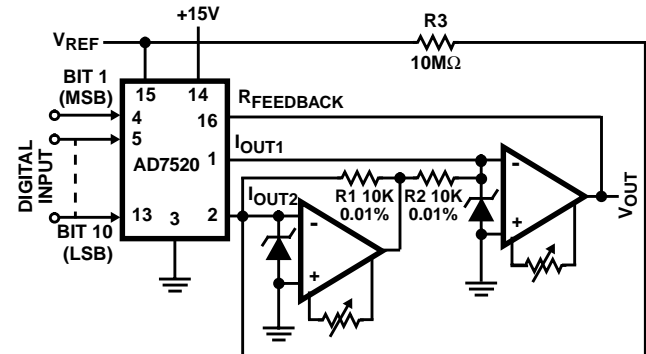 +15V
VREF
R3
10MΩ
BIT 1
(MSB)
15
14
RFEEDBACK
4
16
5
IOUT1
DIGITAL
INPUT
AD7520
1
-
R1 10K
0.01%
R2 10K
0.01%
IOUT2
13
3
2
-
+
VOUT
BIT 10
(LSB)
+